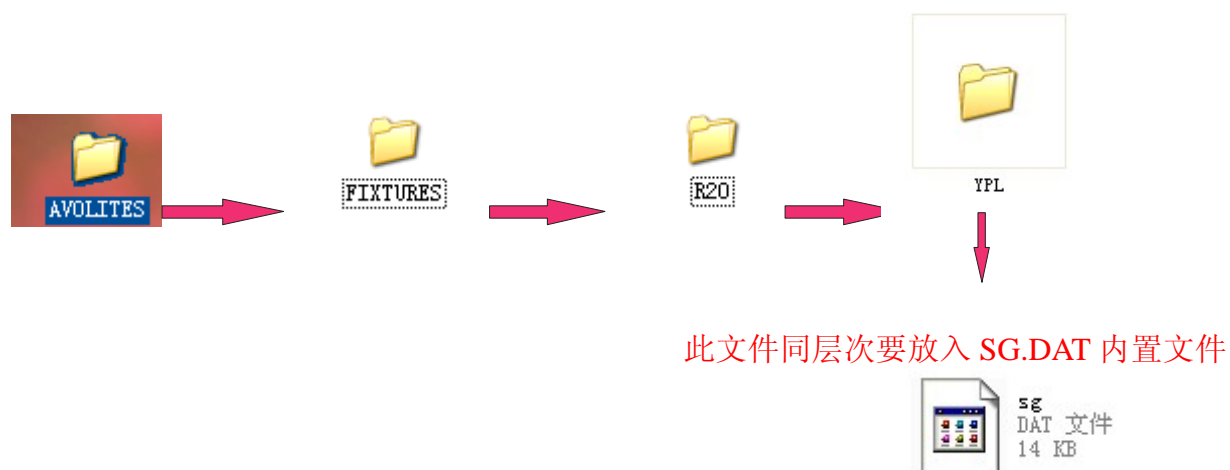 AVOLITES
FIXTURES
R20
YPL
此文件同层次要放入 SG.DAT 内置文件
sg
DAT 文件
14 KB